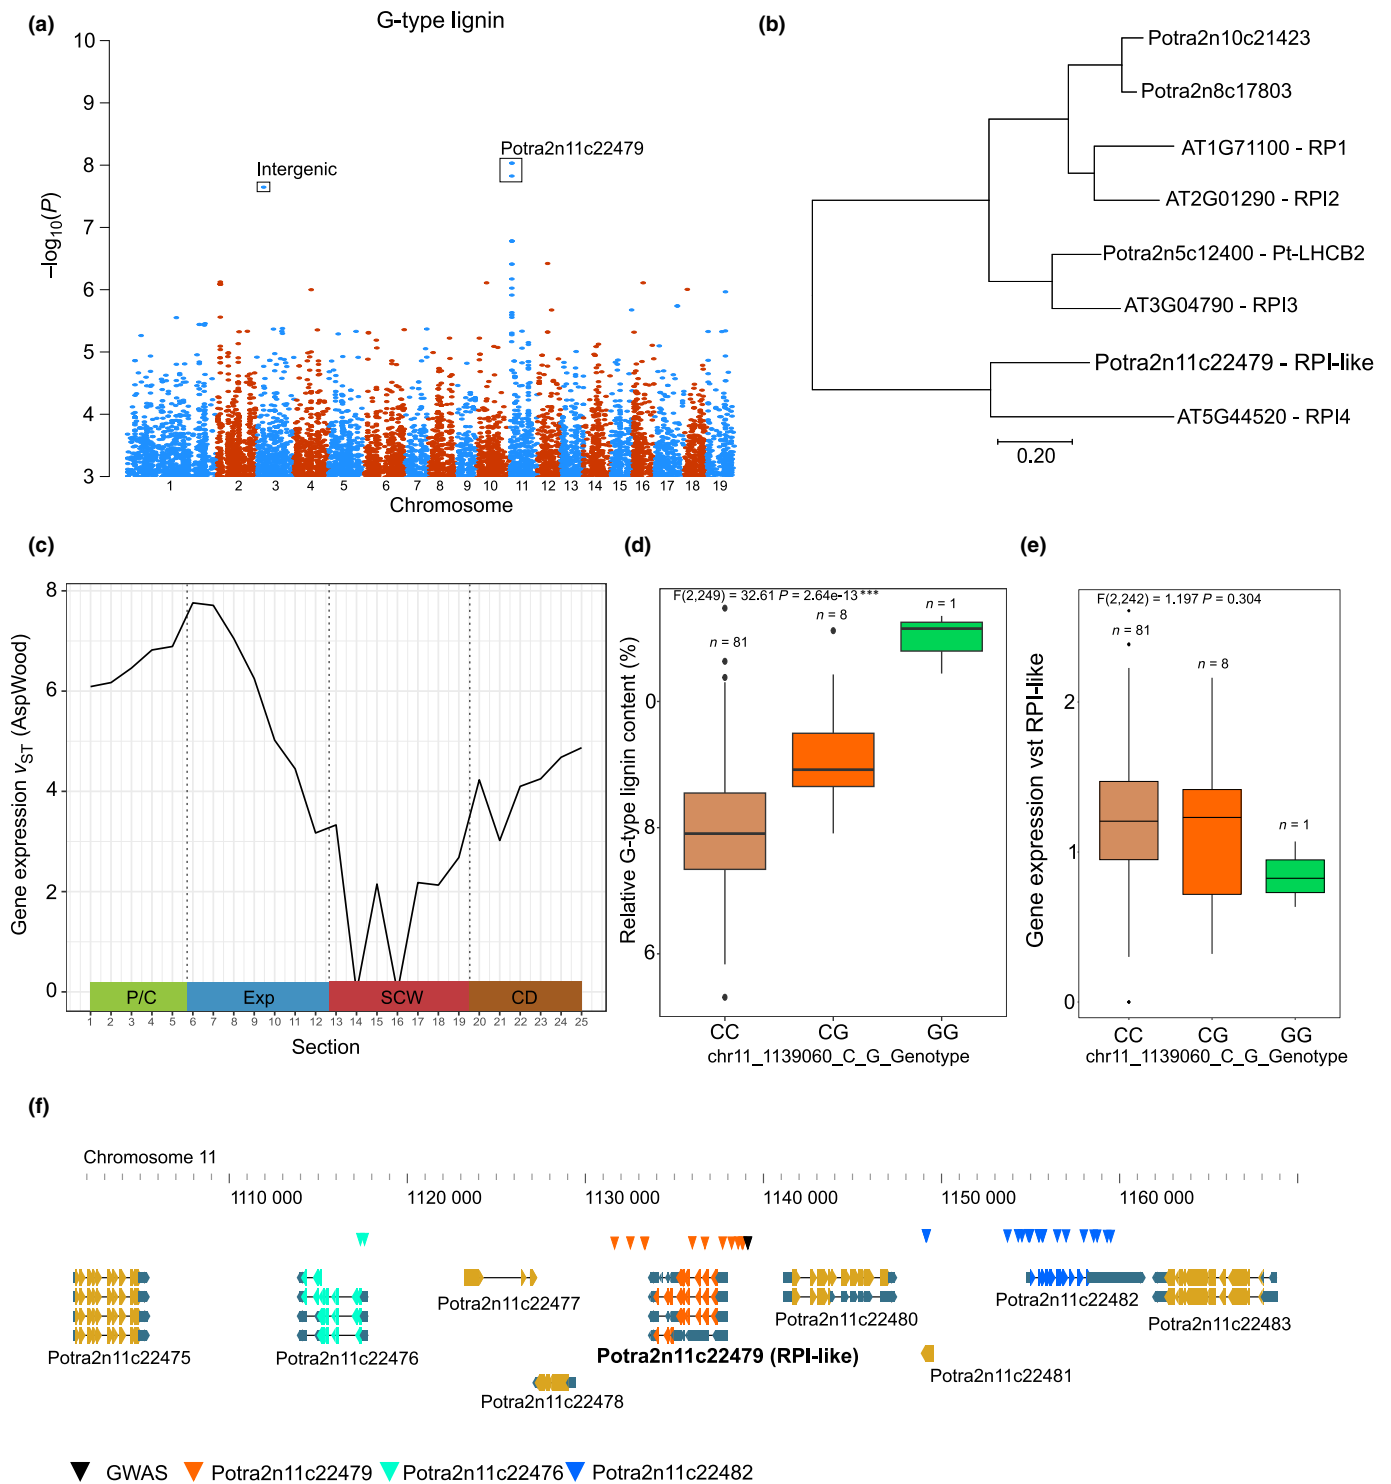 (a)
G-type lignin
10
9
8
7
6
5
4
3
–log10(P)
Intergenic
Potra2n11c22479
1 2 3 4 5 6 7 8 9 10 11 12 13 14 15 16 17 18 19
Chromosome
(b)
Potra2n10c21423
Potra2n8c17803
AT1G71100 - RP1
AT2G01290 - RPI2
Potra2n5c12400 - Pt-LHCB2
AT3G04790 - RPI3
Potra2n11c22479 – RPI-like
AT5G44520 - RPI4
0.20
(c)
8
6
4
2
0
Gene expression vST (AspWood)
P/C Exp SCW CD
1 2 3 4 5 6 7 8 9 10 11 12 13 14 15 16 17 18 19 20 21 22 23 24 25
Section
(d)
F(2,249) = 32.61 P = 2.64e-13 ***
n = 81
n = 8
n = 1
0
8
6
Relative G-type lignin content (%)
CC CG GG
chr11_1139060_C_G_Genotype
(e)
F(2,242) = 1.197 P = 0.304
n = 81
n = 8
n = 1
2
1
0
Gene expression vst RPI-like
CC CG GG
chr11_1139060_C_G_Genotype
(f)
Chromosome 11
1110 000 1120 000 1130 000 1140 000 1150 000 1160 000
Potra2n11c22475
Potra2n11c22476
Potra2n11c22477
Potra2n11c22478
Potra2n11c22479 (RPI-like)
Potra2n11c22480
Potra2n11c22481
Potra2n11c22482
Potra2n11c22483
GWAS Potra2n11c22479 Potra2n11c22476 Potra2n11c22482